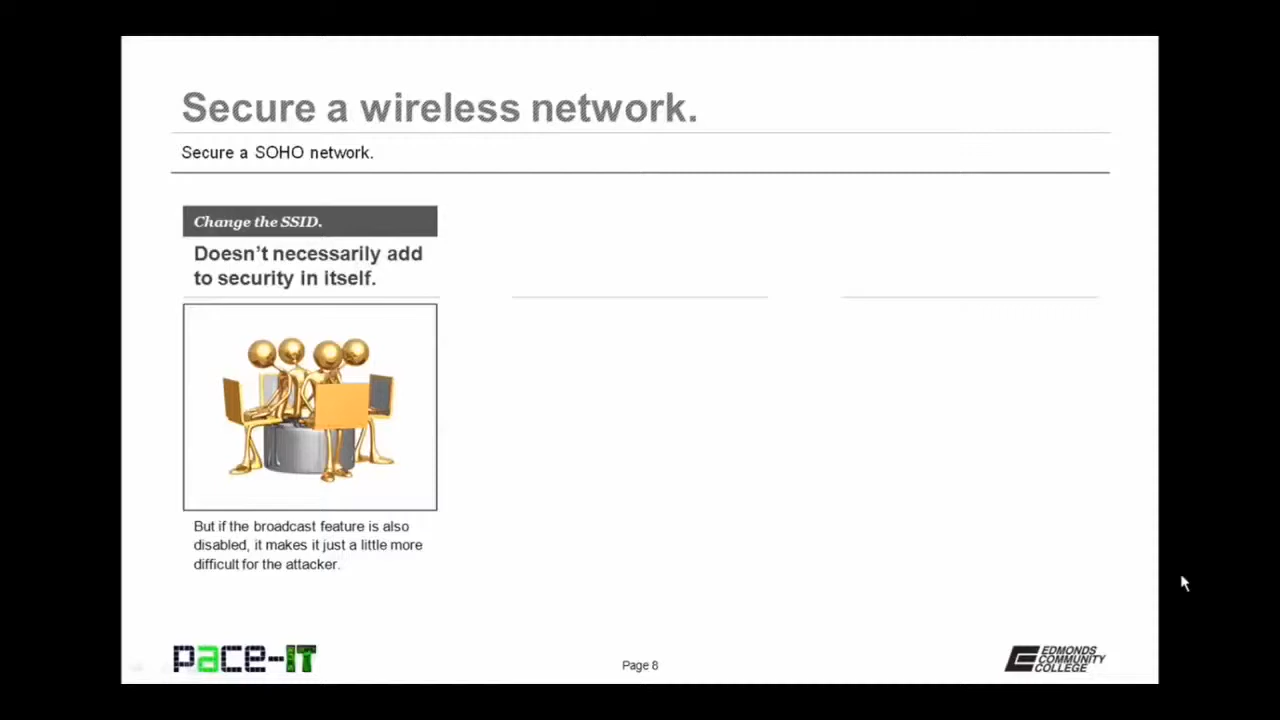 Secure a wireless network.
Secure a SOHO network.
Change the SSID.
Doesn't necessarily add
to security in itself.
But if the broadcast feature is also
disabled, it makes it just a little more
difficult for the attacker.
pace-IT
Page 8
EDMONDS
COMMUNITY
COLLEGE